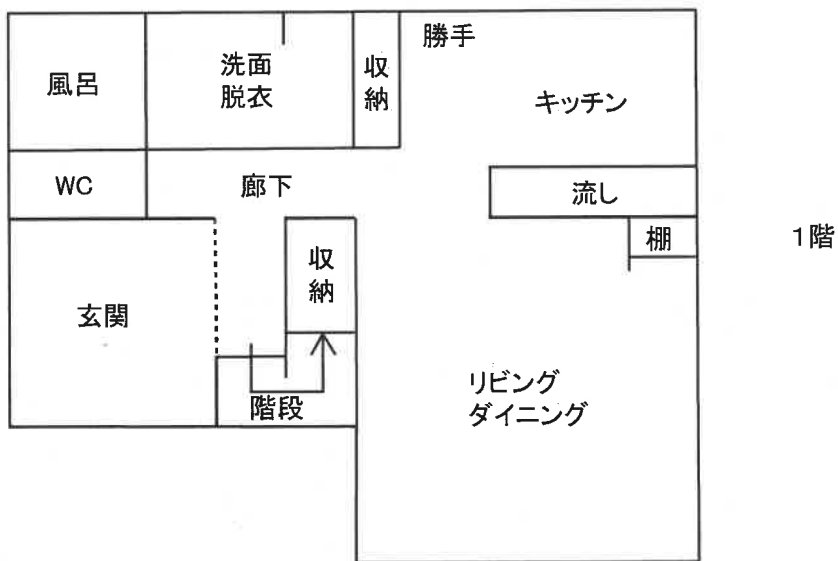 勝手
風呂
洗面
脱衣
収
納
キッチン
WC
廊下
流し
棚
1階
収
納
玄関
リビング
ダイニング
階段